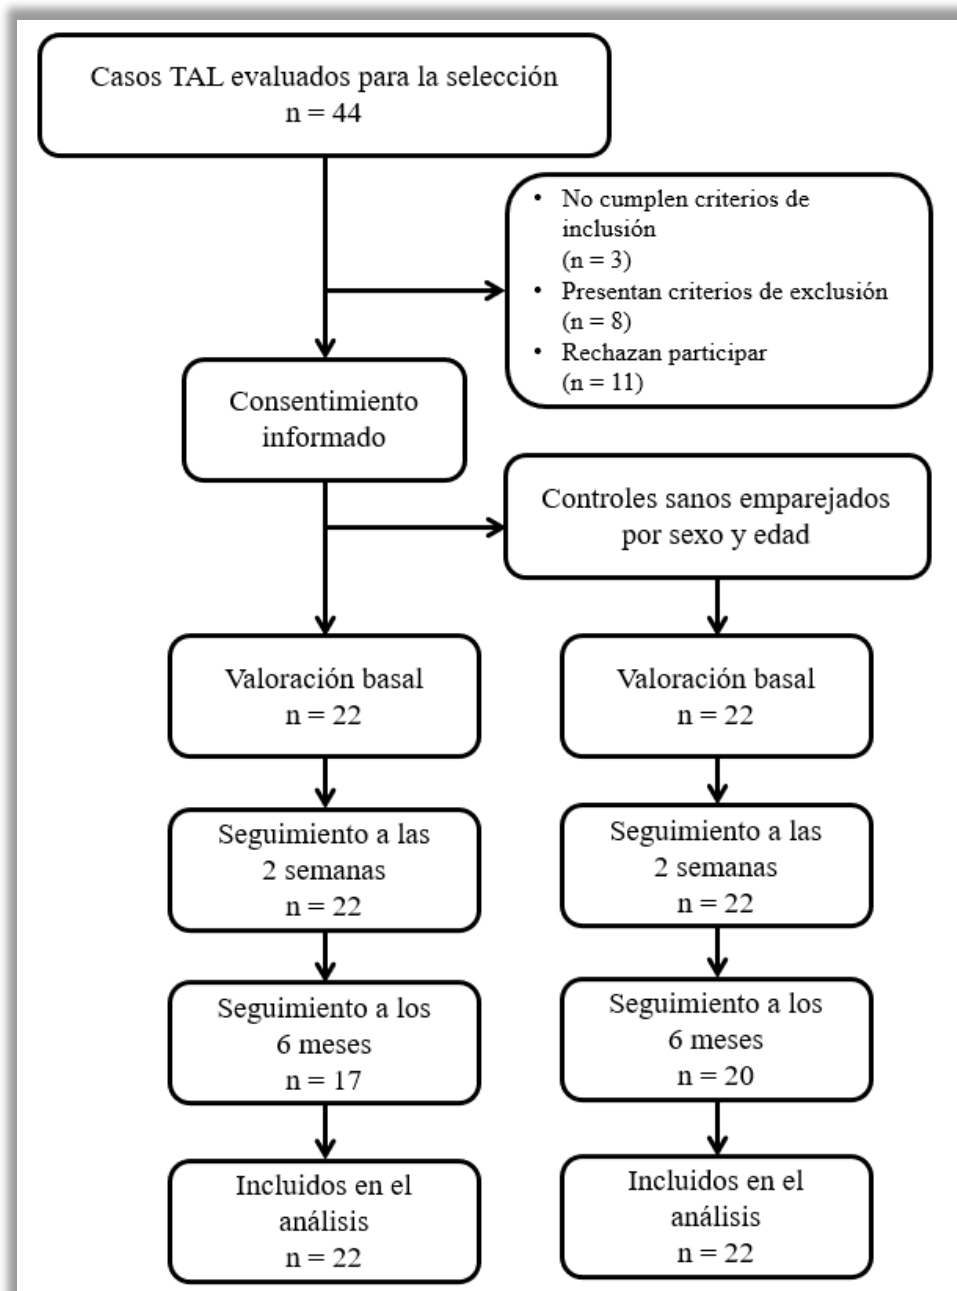 Casos TAL evaluados para la selección
n = 44
• No cumplen criterios de
inclusión
(n = 3)
• Presentan criterios de exclusión
(n = 8)
• Rechazan participar
(n = 11)
Consentimiento
informado
Controles sanos emparejados
por sexo y edad
Valoración basal
n = 22
Valoración basal
n = 22
Seguimiento a las
2 semanas
n = 22
Seguimiento a las
2 semanas
n = 22
Seguimiento a los
6 meses
n = 17
Seguimiento a los
6 meses
n = 20
Incluidos en el
análisis
n = 22
Incluidos en el
análisis
n = 22